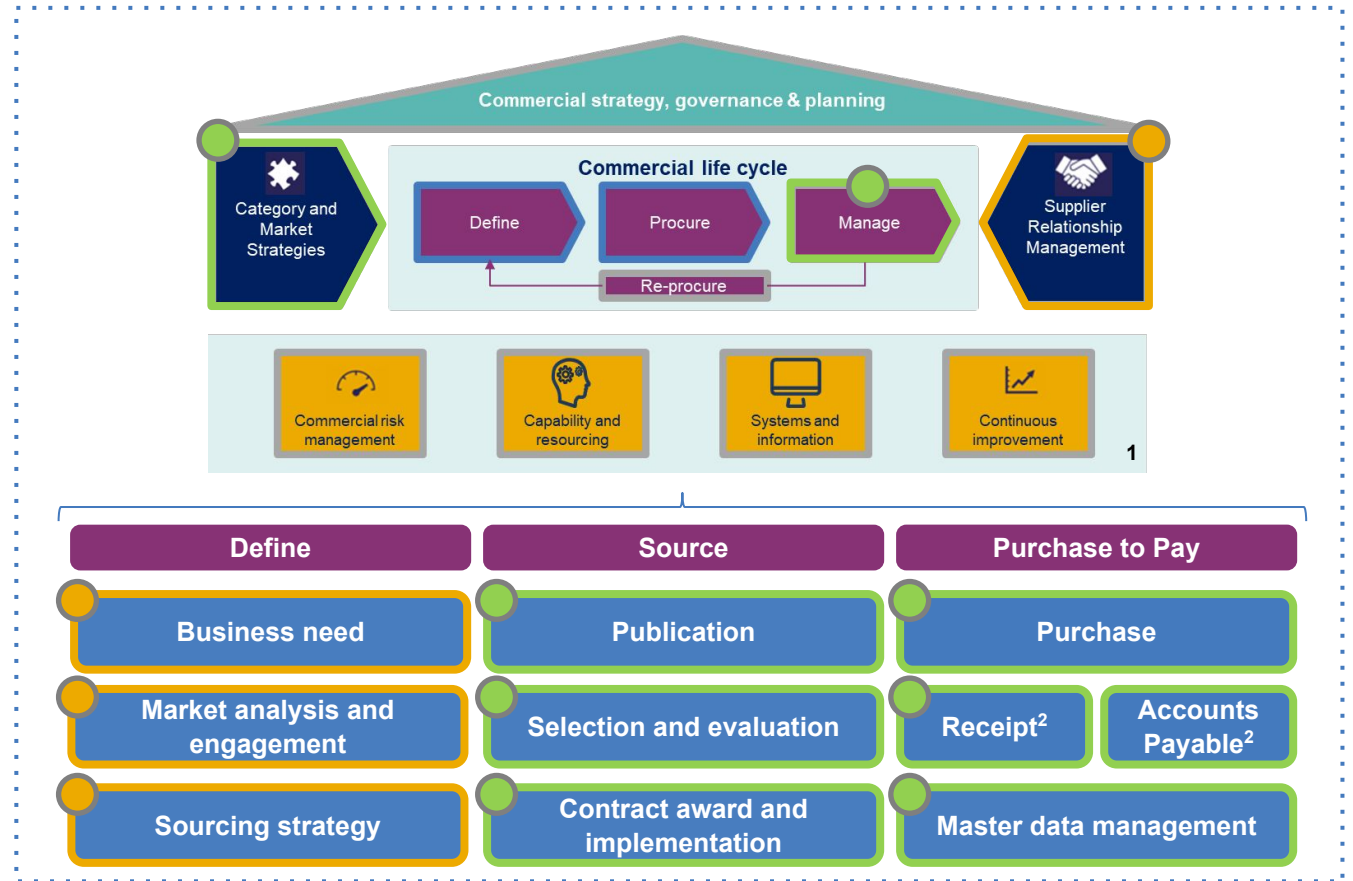 Commercial strategy, governance & planning
Category and
Market
Strategies
Commercial life cycle
Define
Procure
Manage
Re-procure
Supplier
Relationship
Management
Commercial risk
management
Capability and
resourcing
Systems and
information
Continuous
improvement
1
Define
Source
Purchase to Pay
Business need
Publication
Purchase
Market analysis and
engagement
Selection and evaluation
Receipt²
Accounts
Payable²
Sourcing strategy
Contract award and
implementation
Master data management